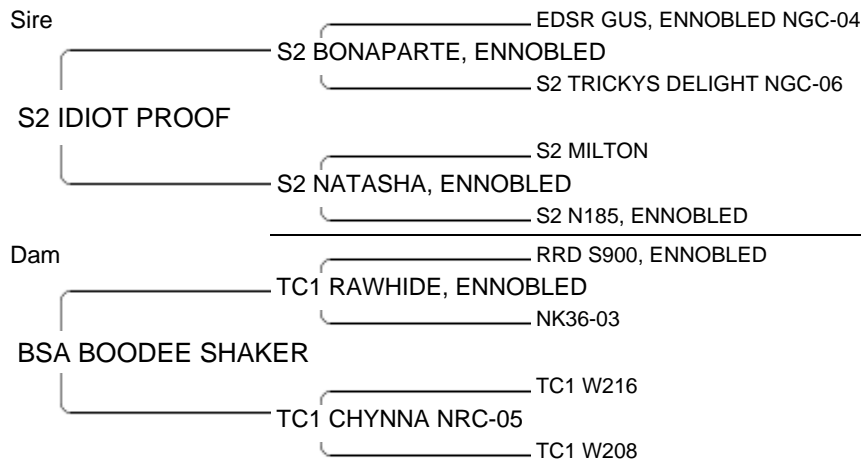 Sire
EDSR GUS, ENNOBLED NGC-04
S2 BONAPARTE, ENNOBLED
S2 TRICKYS DELIGHT NGC-06
S2 IDIOT PROOF
S2 MILTON
S2 NATASHA, ENNOBLED
S2 N185, ENNOBLED
Dam
RRD S900, ENNOBLED
TC1 RAWHIDE, ENNOBLED
NK36-03
BSA BOODEE SHAKER
TC1 W216
TC1 CHYNNA NRC-05
TC1 W208